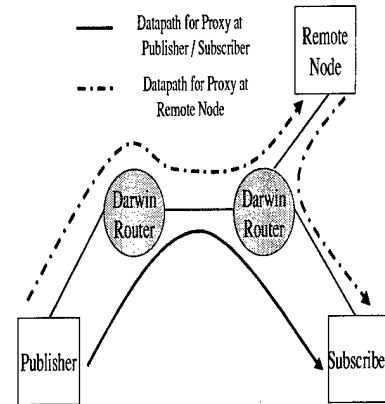 Datapath for Proxy at
Publisher / Subscriber
Datapath for Proxy at
Remote Node
Remote
Node
Darwin
Router
Darwin
Router
Publisher
Subscriber